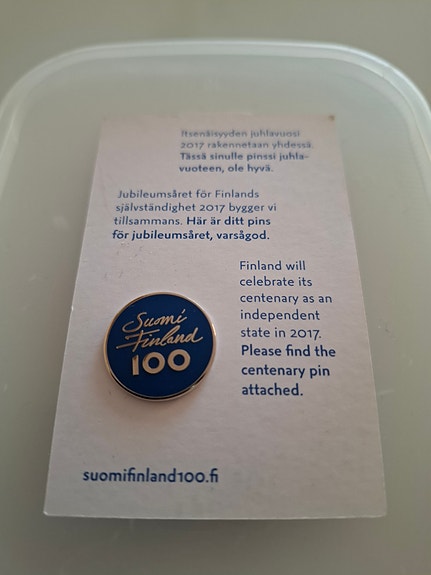 Itsenäisyyden juhlavuosi
2017 rakennetaan yhdessä.
Tässä sinulle pinssi juhla-
vuoteen, ole hyvä.
Jubileumsåret för Finlands
självständighet 2017 bygger vi
tillsammans. Här är ditt pins
för jubileumsåret, varsågod.
Finland will
celebrate its
centenary as an
independent
state in 2017.
Please find the
centenary pin
attached.
Suomi
Finland
100
suomifinland100.fi